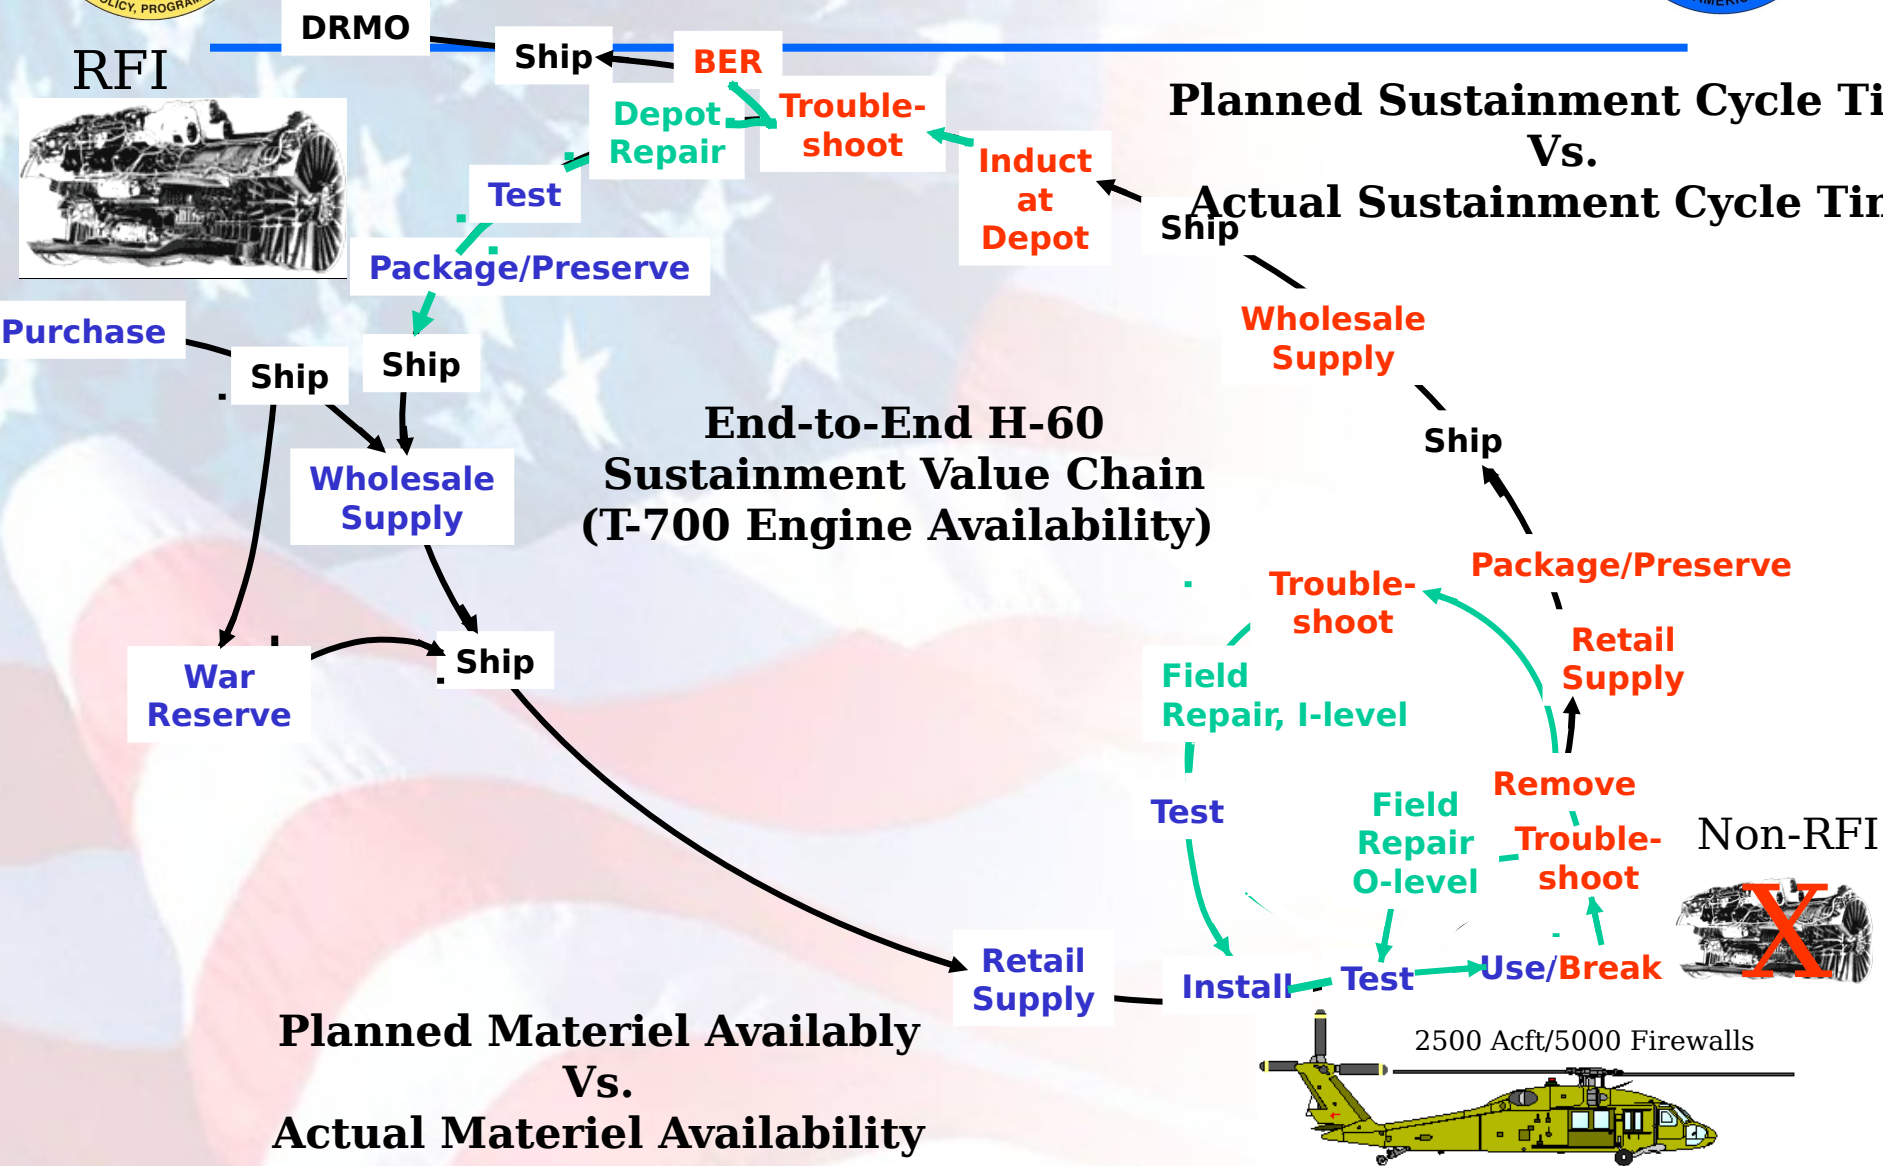 OLICY, PROGRAM
AMERIC
DRMO
Ship
BER
RFI
Depot
Repair
Trouble-
shoot
Induct
at
Depot
Planned Sustainment Cycle Ti
Vs.
Actual Sustainment Cycle Tim
Ship
Test
Package/Preserve
Purchase
Ship
Ship
Wholesale
Supply
Wholesale
Supply
Ship
End-to-End H-60
Sustainment Value Chain
(T-700 Engine Availability)
Package/Preserve
Trouble-
shoot
Retail
Supply
War
Reserve
Ship
Field
Repair, I-level
Remove
Test
Field
Repair
O-level
Trouble-
shoot
Non-RFI
X
Retail
Supply
Install
Test
Use/Break
2500 Acft/5000 Firewalls
Planned Materiel Availably
Vs.
Actual Materiel Availability